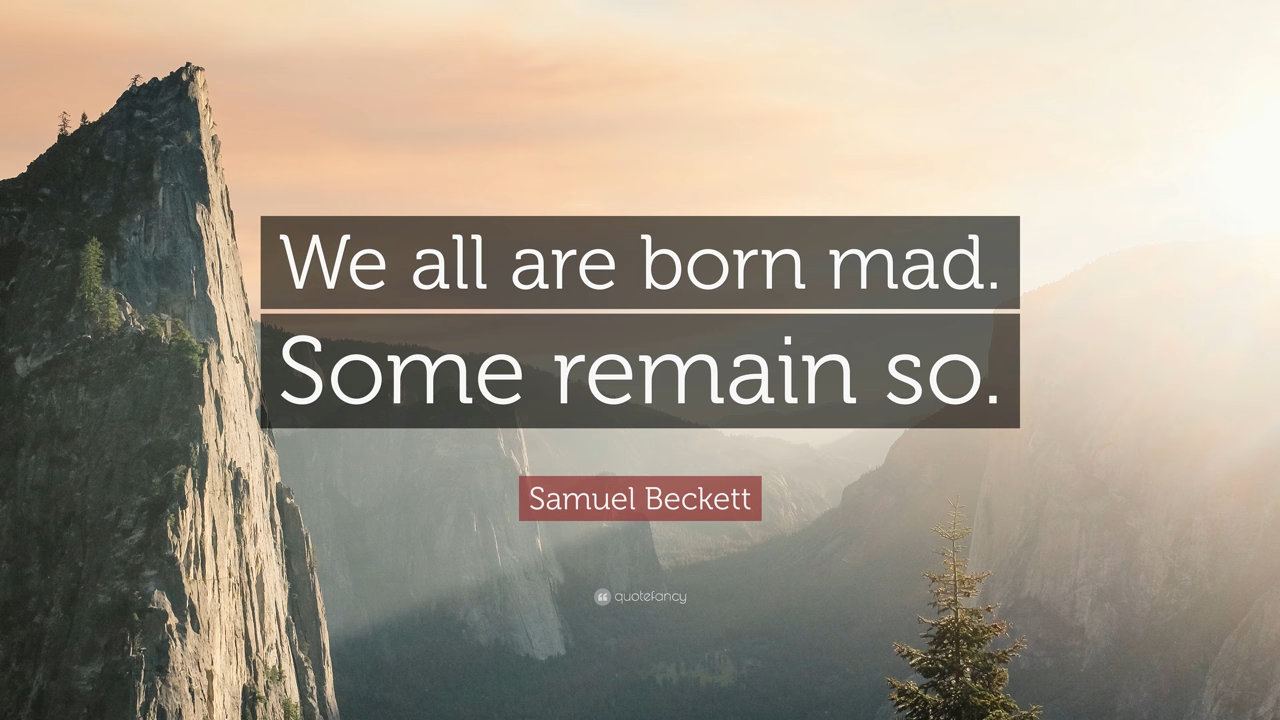 We all are born mad.
Some remain so.
Samuel Beckett
quotefancy